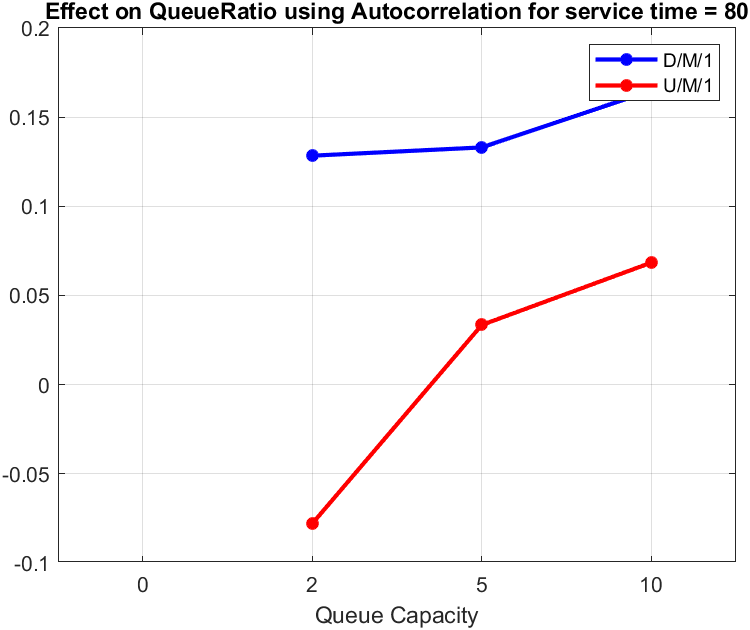 Effect on QueueRatio using Autocorrelation for service time = 80
D/M/1
U/M/1
0.2
0.15
0.1
0.05
0
-0.05
-0.1
0
2
5
10
Queue Capacity